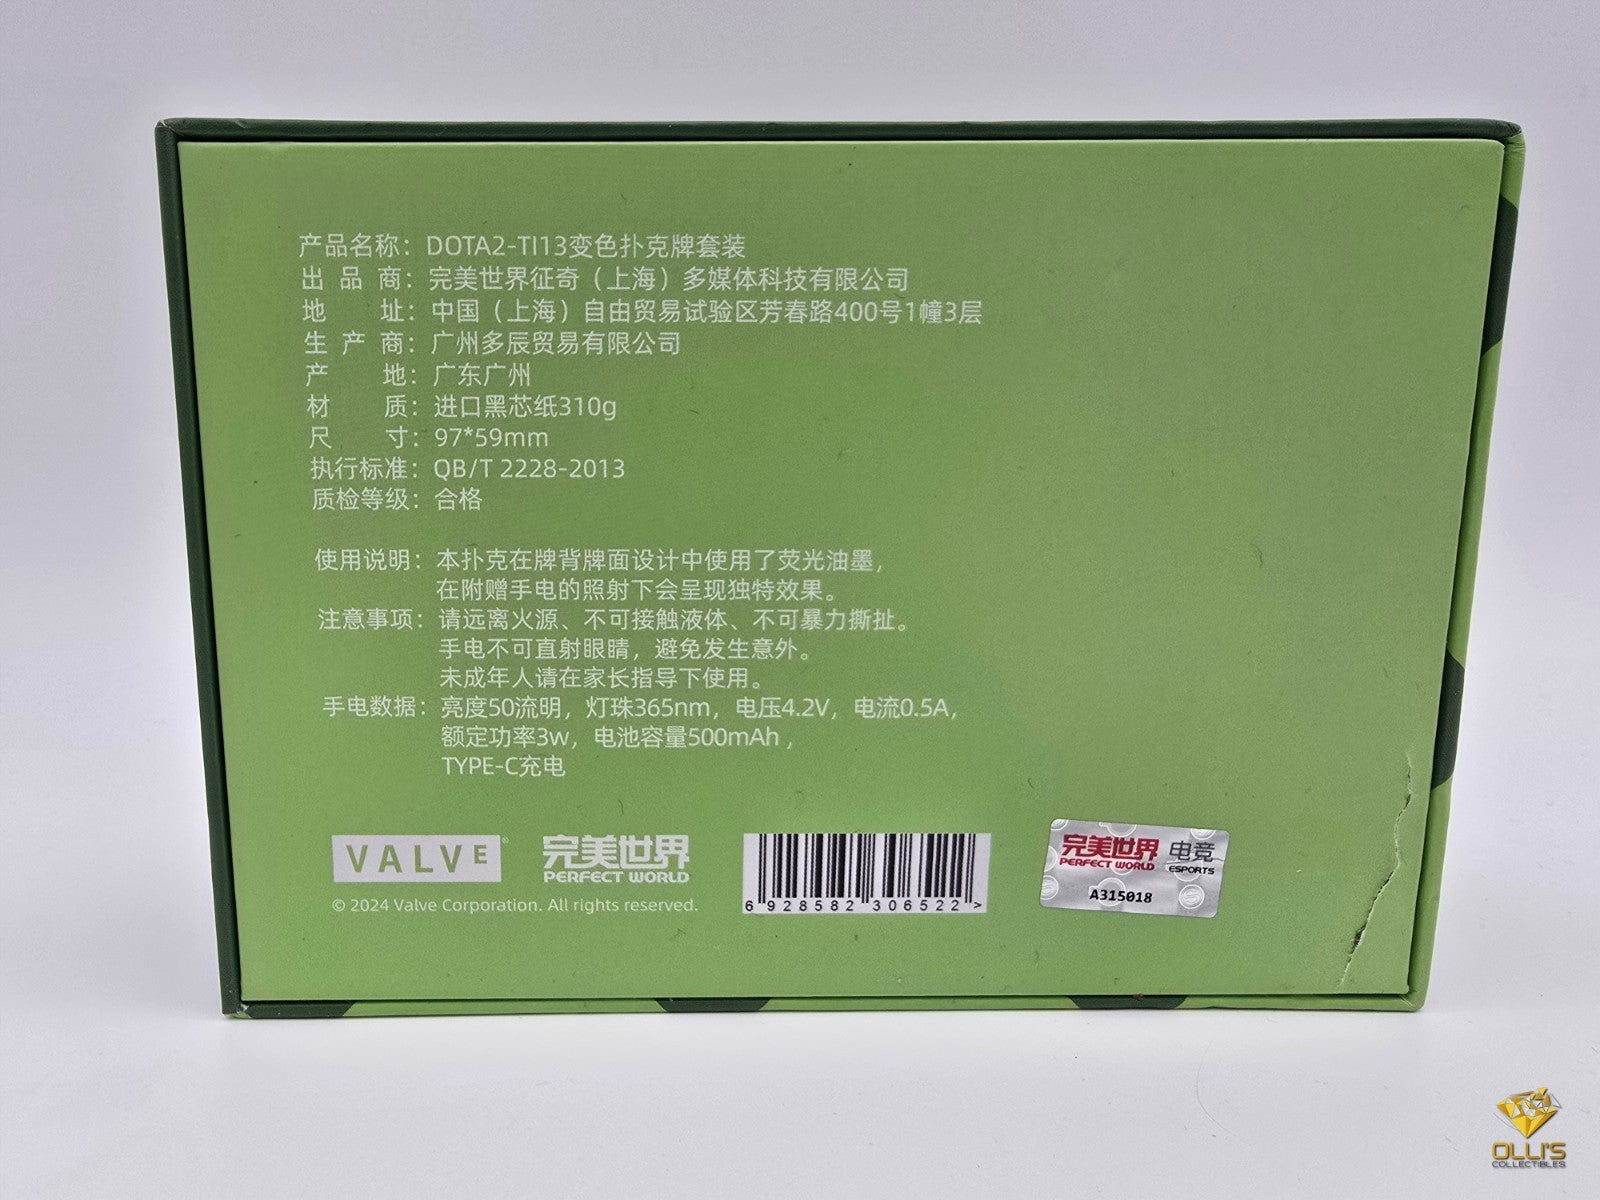 产品名称：DOTA2-TI13变色扑克牌套装
出品商：完美世界征奇（上海）多媒体科技有限公司
地址：中国（上海）自由贸易试验区芳春路400号1幢3层
生产商：广州多辰贸易有限公司
产地：广东广州
材质：进口黑芯纸310g
尺寸：97*59mm
执行标准：QB/T 2228-2013
质检等级：合格
使用说明：本扑克在牌背牌面设计中使用了荧光油墨，
在附赠手电的照射下会呈现独特效果。
注意事项：请远离火源、不可接触液体、不可暴力撕扯。
手电不可直射眼睛，避免发生意外。
未成年人请在家长指导下使用。
手电数据：亮度50流明，灯珠365nm，电压4.2V，电流0.5A，
额定功率3w，电池容量500mAh，
TYPE-C充电
VALVE®
完美世界
PERFECT WORLD
© 2024 Valve Corporation. All rights reserved.
6 928582 306522 >
完美世界 电竞
PERFECT WORLD ESPORTS
A315018
OLLI'S
COLLECTIBLES